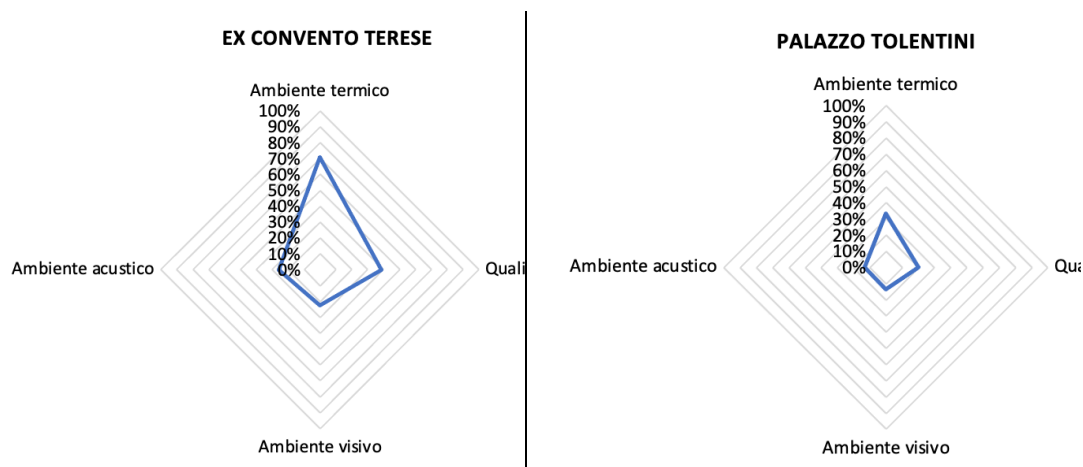 EX CONVENTO TERESE
Ambiente termico
100%
90%
80%
70%
60%
50%
40%
30%
20%
10%
0%
Ambiente acustico
Quali
Ambiente visivo
PALAZZO TOLENTINI
Ambiente termico
100%
90%
80%
70%
60%
50%
40%
30%
20%
10%
0%
Ambiente acustico
Qua
Ambiente visivo